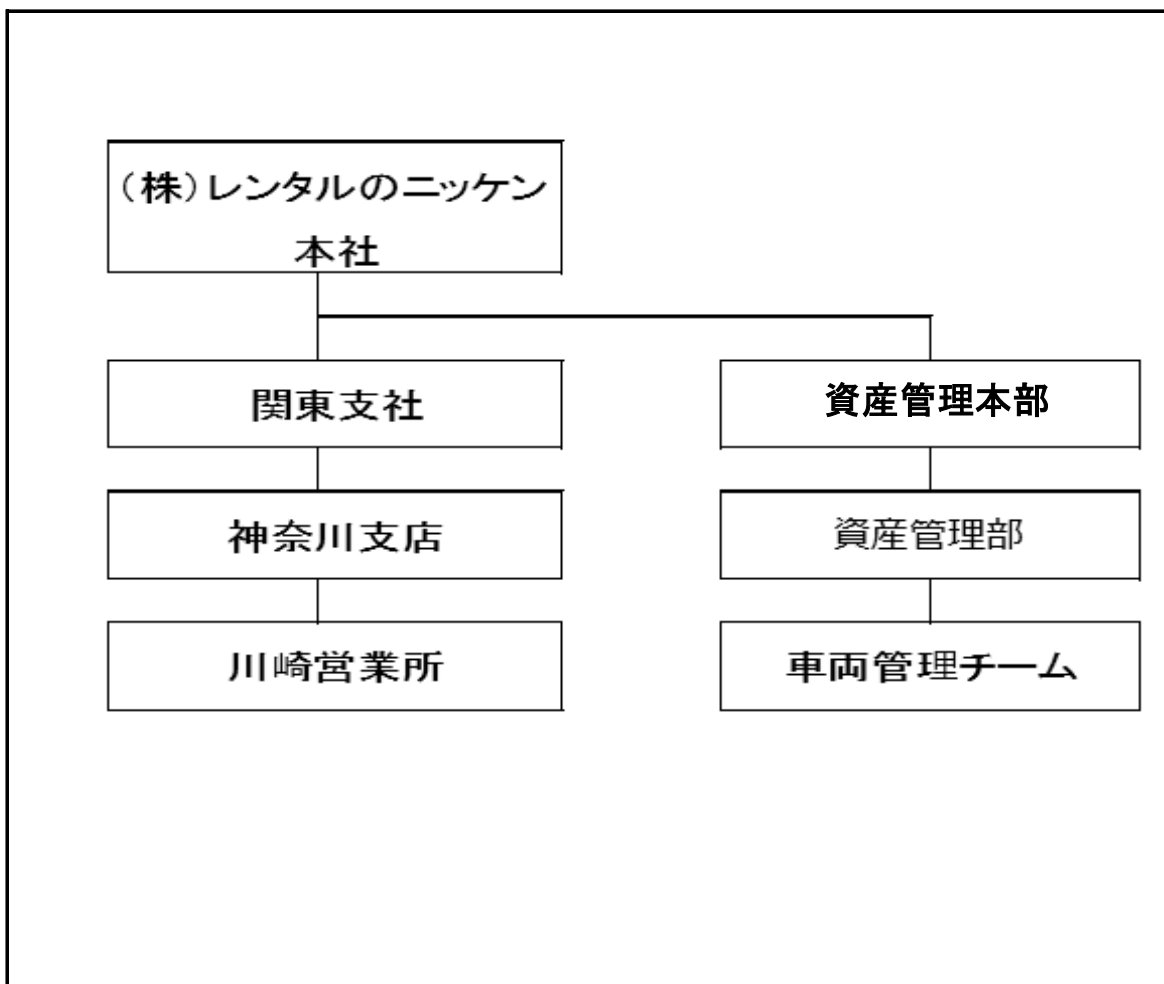 （株）レンタルのニッケン
本社
関東支社
資産管理本部
神奈川支店
資産管理部
川崎営業所
車両管理チーム